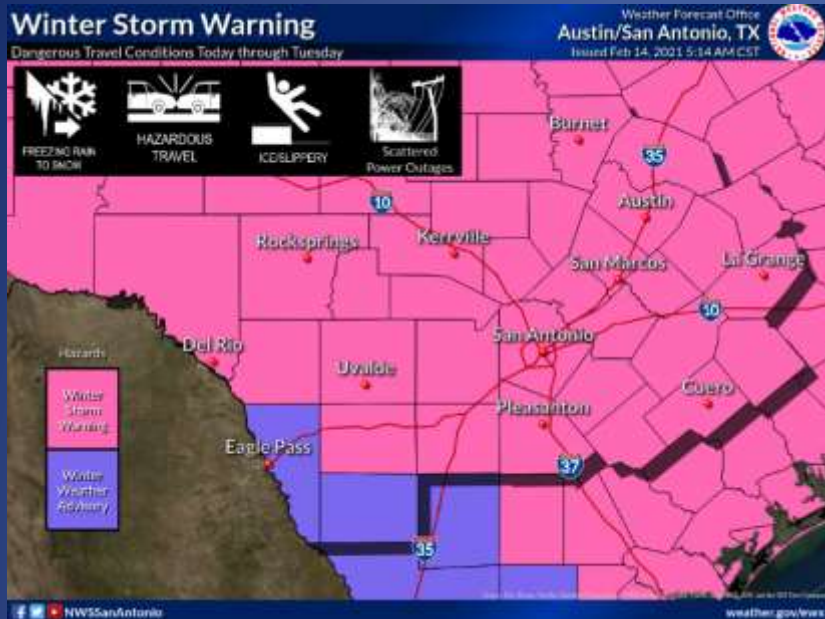 Winter Storm Warning
Dangerous Travel Conditions Today through Tuesday
Weather Forecast Office
Austin/San Antonio, TX
Issued Feb 14, 2021 5:14 AM CST
FREEZING RAIN
TO SNOW
HAZARDOUS
TRAVEL
ICE/SLIPPERY
Scattered
Power Outages
Burnet
35
Austin
10
Rocksprings
Kerrville
San Marcos
La Grange
10
San Antonio
Del Rio
Uvalde
Cuero
Pleasanton
Eagle Pass
37
35
Hazards
Winter
Storm
Warning
Winter
Weather
Advisory
NWSSanAntonio
weather.gov/ewx